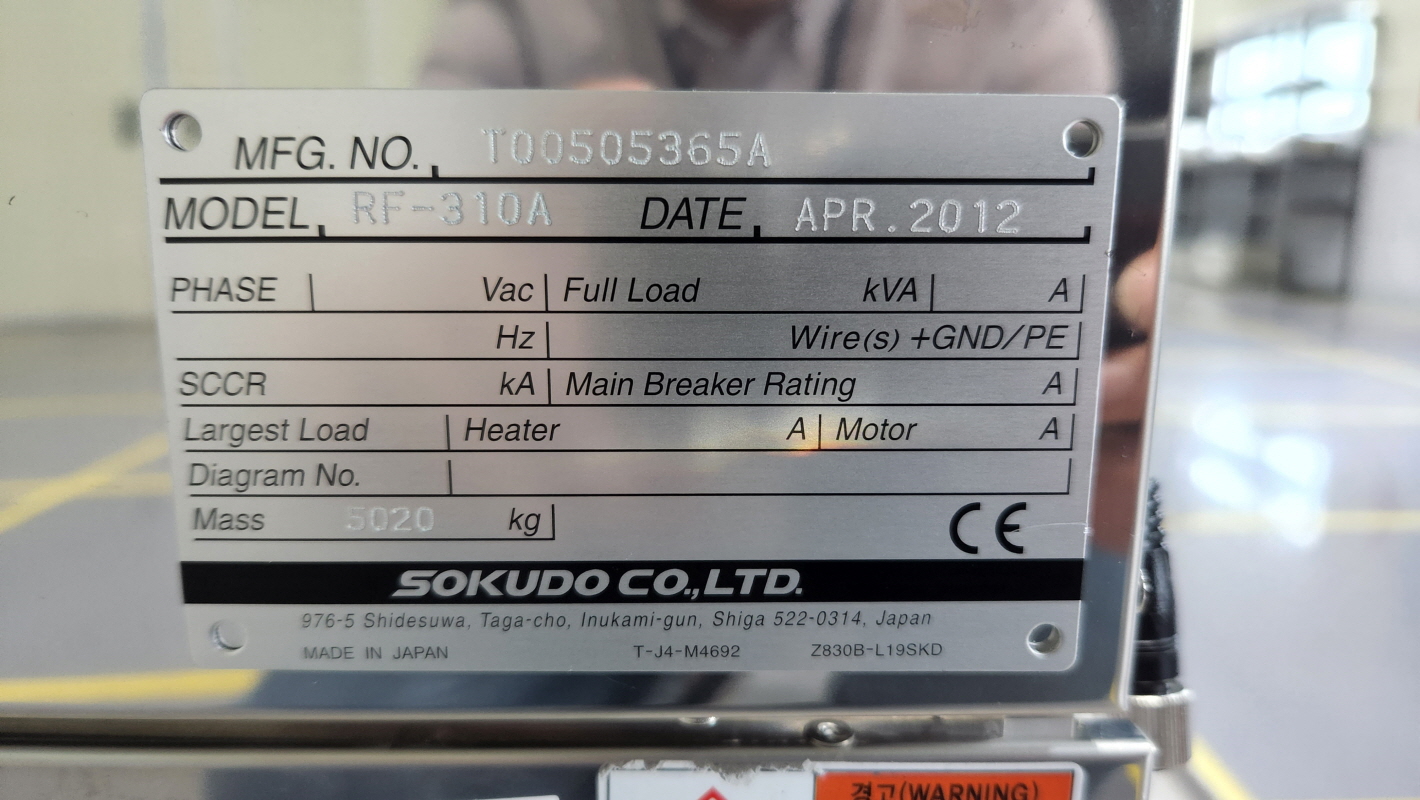 MFG. NO. T00505365A
MODEL RF-310A DATE APR.2012
PHASE Vac Full Load kVA A
Hz Wire(s) +GND/PE
SCCR kA Main Breaker Rating A
Largest Load Heater A Motor A
Diagram No.
Mass 5020 kg CE
SOKUDO CO.,LTD.
976-5 Shidesuwa, Taga-cho, Inukami-gun, Shiga 522-0314, Japan
MADE IN JAPAN T-J4-M4692 Z830B-L19SKD
경고(WARNING)